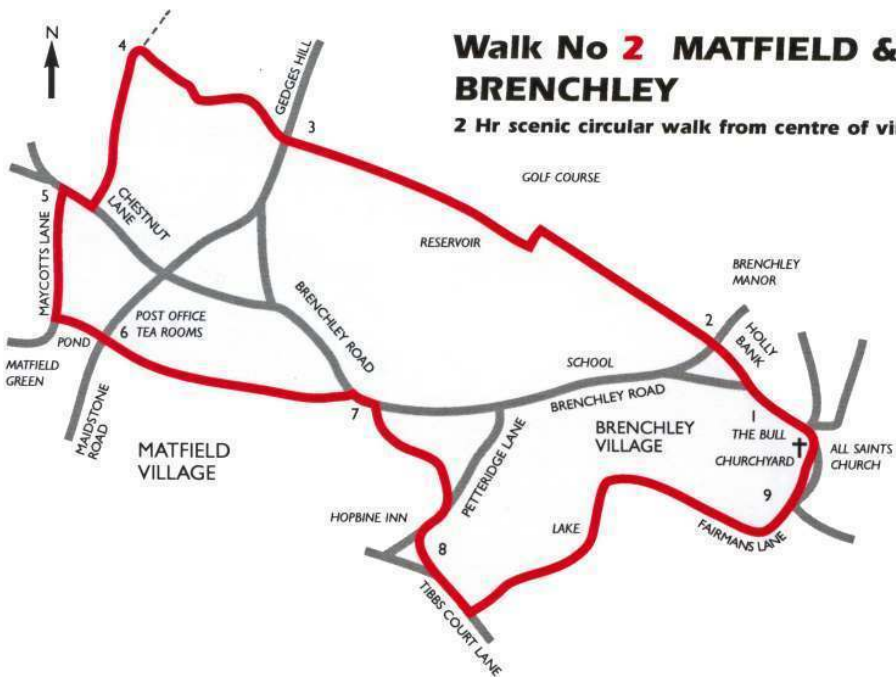 Walk No 2 MATFIELD &
BRENCHLEY
2 Hr scenic circular walk from centre of
N
4
GEDGES HILL
3
GOLF COURSE
5
CHESTNUT
LANE
MAYCOTTS LANE
RESERVOIR
BRENCHLEY
MANOR
POST OFFICE
TEA ROOMS
6
POND
BRENCHLEY ROAD
2
HOLLY
BANK
MATFIELD
GREEN
SCHOOL
MAIDSTONE
ROAD
7
BRENCHLEY ROAD
MATFIELD
VILLAGE
BRENCHLEY
VILLAGE
1
THE BULL
CHURCHYARD
ALL SAINTS
CHURCH
PETTERIDGE LANE
9
HOPBINE INN
8
LAKE
FAIRMANS LANE
TIBBS COURT LANE